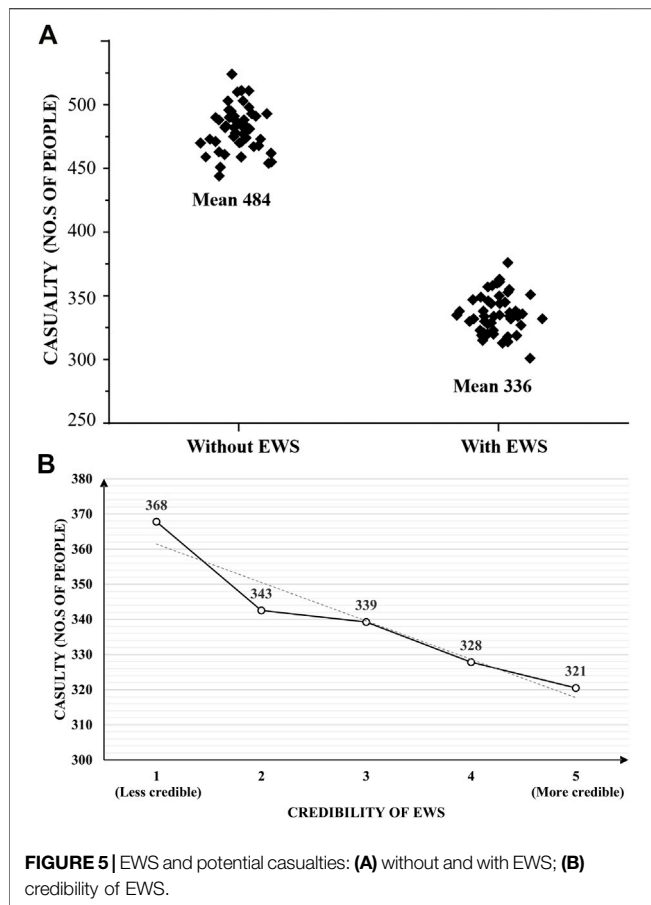 A
CASUALTY (NO.S OF PEOPLE)
500
450
400
350
300
250
Mean 484
Mean 336
Without EWS
With EWS
B
CASULTY (NO.S OF PEOPLE)
380
370
360
350
340
330
320
310
300
368
343
339
328
321
1
2
3
4
5
(Less credible)
(More credible)
CREDIBILITY OF EWS
FIGURE 5 | EWS and potential casualties: (A) without and with EWS; (B)
credibility of EWS.